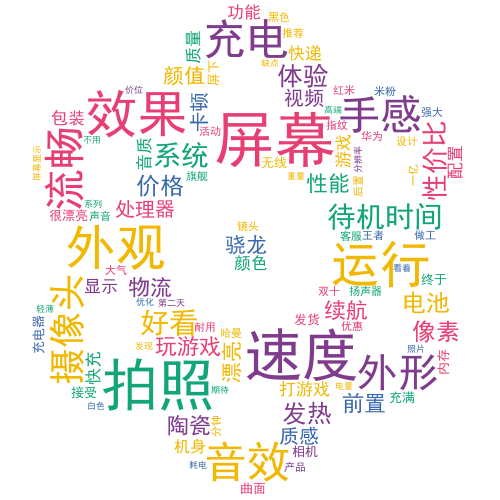 功能
黑色
充电
推荐
质量
快递
缺点
颜值
屏下
体验
价位
视频
米粉
红米
效果
卡顿
高端
手感
强大
包装
屏幕
指纹
活动
华为
流畅
不用
音质
系统
无线
游戏
设计
性价比
屏幕显示
分辨率
配置
旗舰
价格
重量
性能
后置
一亿
系列
很漂亮
声音
处理器
待机时间
镜头
外观
骁龙
客服
王者
做工
颜色
运行
大气
看着
终于
摄像头
显示
物流
双十
扬声器
优化
第二天
轻薄
续航
电池
充电器
好看
耐用
发货
优惠
像素
哈曼
发现
玩游戏
速度
照片
快充
漂亮
外形
内存
接受
拍照
期待
打游戏
电量
白色
前置
充满
陶瓷
分钟
发热
机身
质感
音效
相机
耗电
产品
曲面